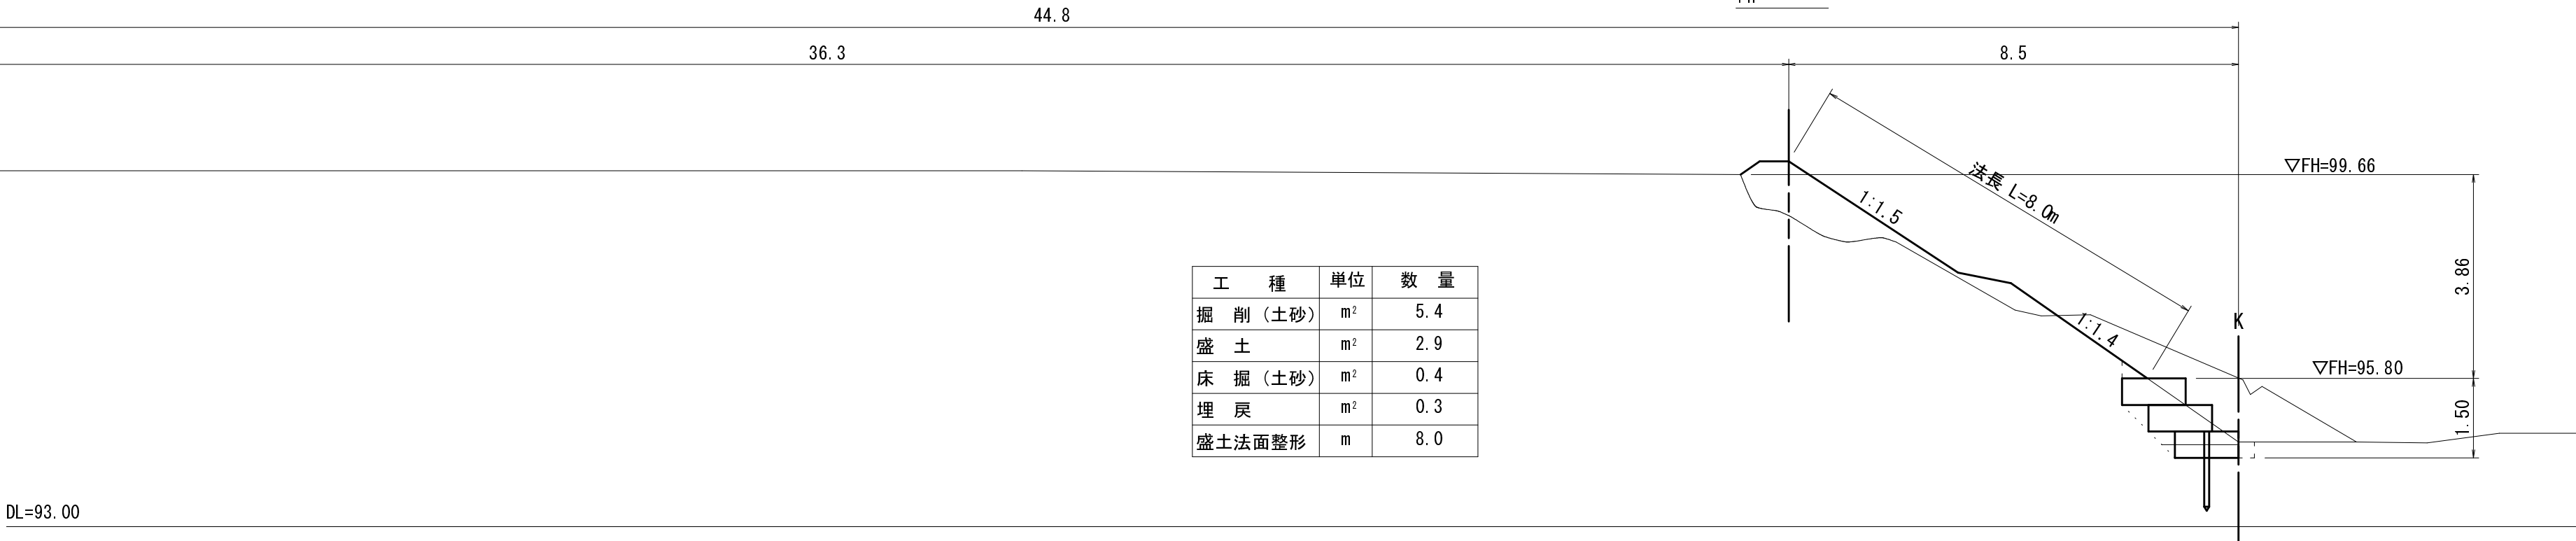 44.8
36.3
8.5
▽FH=99.66
法長 L=8.0m
1:1.5
3.86
1:1.4
K
▽FH=95.80
1.50
工 種 単位 数 量
掘 削（土砂） m² 5.4
盛 土 m² 2.9
床 掘（土砂） m² 0.4
埋 戻 m² 0.3
盛土法面整形 m 8.0
DL=93.00